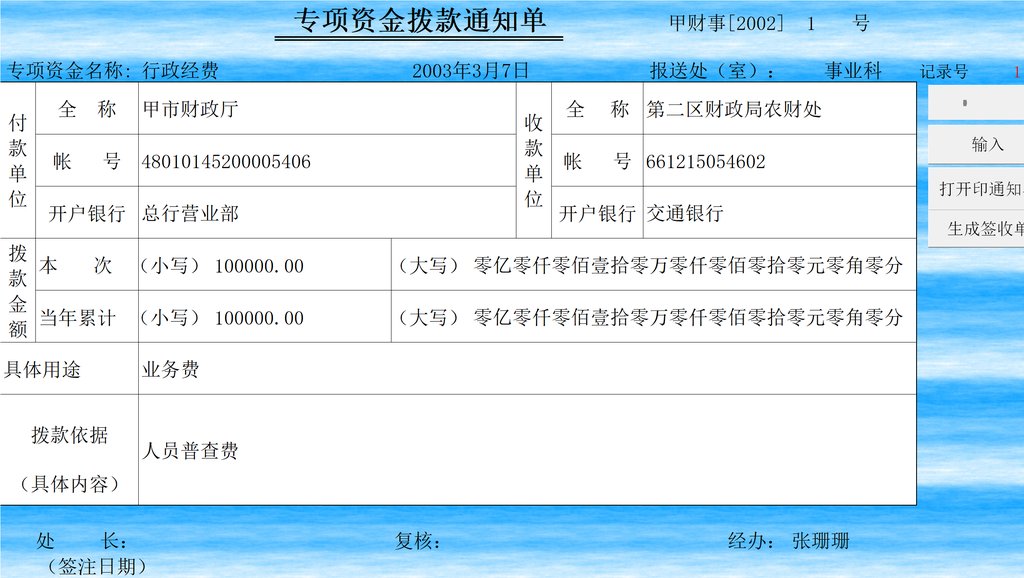 专项资金拨款通知单 甲财事[2002] 1 号
专项资金名称: 行政经费 2003年3月7日 报送处（室）： 事业科 记录号 1
付款单位 全 称 甲市财政厅 收款单位 全 称 第二区财政局农财处
帐 号 48010145200005406 帐 号 661215054602
开户银行 总行营业部 开户银行 交通银行
输入
打开印通知
生成签收单
拨款金额 本 次 （小写） 100000.00 （大写） 零亿零仟零佰壹拾零万零仟零佰零拾零元零角零分
当年累计 （小写） 100000.00 （大写） 零亿零仟零佰壹拾零万零仟零佰零拾零元零角零分
具体用途 业务费
拨款依据
（具体内容） 人员普查费
处 长: 复核: 经办: 张珊珊
（签注日期）